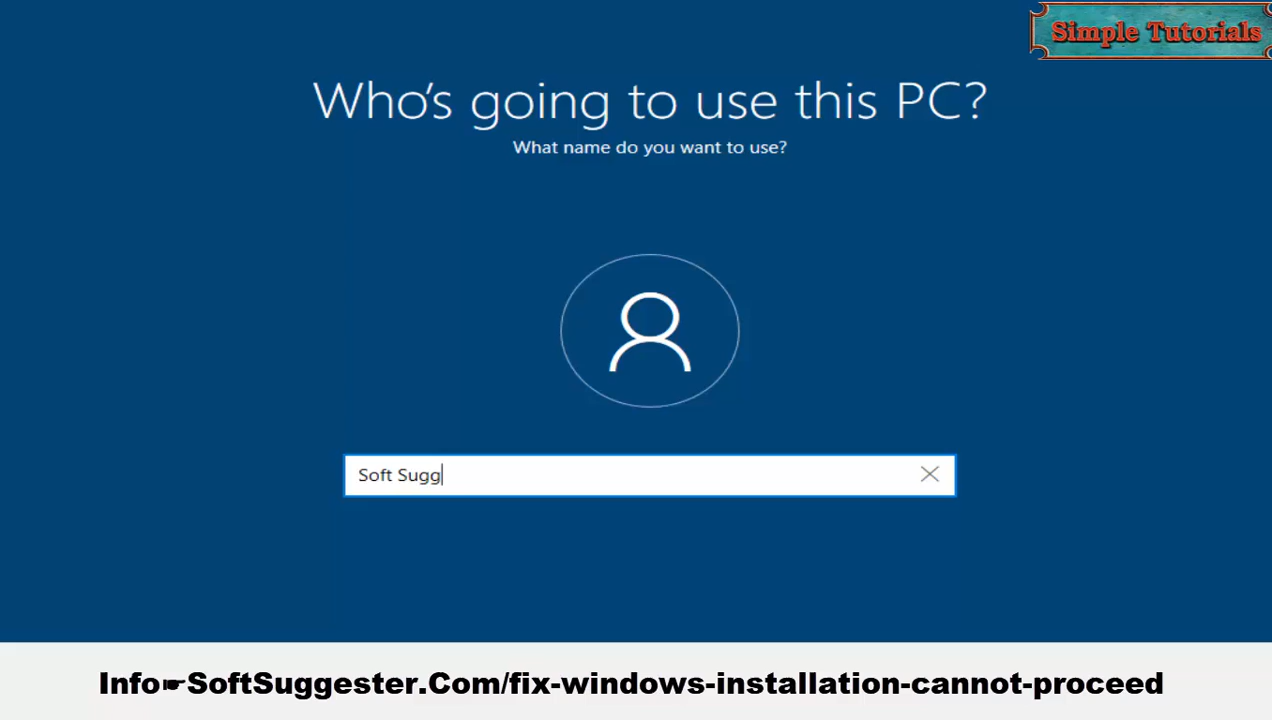 Simple Tutorials
Who's going to use this PC?
What name do you want to use?
Soft Sugg
Info☛SoftSuggester.Com/fix-windows-installation-cannot-proceed